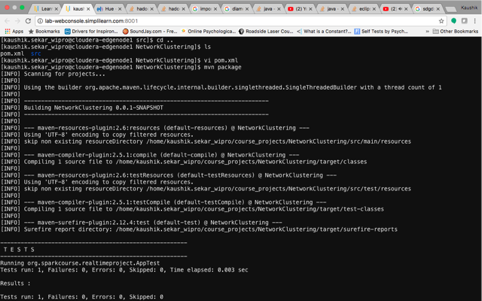 Lear
kausl
Hue
had
had
impo
dlam
java
eclip
(2) Y
java
sdgd
Kaushik
lab-webconsole.simplilearn.com:8001
Apps
Bookmarks
Drivers for Inspiron...
SoundJay.com - Fre...
Online Psychologica...
Roadside Laser Cou...
What is a Constant?...
Self Tests by Psych...
Other Bookmarks
[kaushik.sekar_wipro@cloudera-edgenode1 src]$ cd ..
[kaushik.sekar_wipro@cloudera-edgenode1 NetworkClustering]$ ls
pom.xml src
[kaushik.sekar_wipro@cloudera-edgenode1 NetworkClustering]$ vi pom.xml
[kaushik.sekar_wipro@cloudera-edgenode1 NetworkClustering]$ mvn package
[INFO] Scanning for projects...
[INFO]
[INFO] Using the builder org.apache.maven.lifecycle.internal.builder.singlethreaded.SingleThreadedBuilder with a thread count of 1
[INFO]
[INFO] ------------------------------------------------------------------------
[INFO] Building NetworkClustering 0.0.1-SNAPSHOT
[INFO] ------------------------------------------------------------------------
[INFO]
[INFO] --- maven-resources-plugin:2.6:resources (default-resources) @ NetworkClustering ---
[INFO] Using 'UTF-8' encoding to copy filtered resources.
[INFO] skip non existing resourceDirectory /home/kaushik.sekar_wipro/course_projects/NetworkClustering/src/main/resources
[INFO]
[INFO] --- maven-compiler-plugin:2.5.1:compile (default-compile) @ NetworkClustering ---
[INFO] Compiling 1 source file to /home/kaushik.sekar_wipro/course_projects/NetworkClustering/target/classes
[INFO]
[INFO] --- maven-resources-plugin:2.6:testResources (default-testResources) @ NetworkClustering ---
[INFO] Using 'UTF-8' encoding to copy filtered resources.
[INFO] skip non existing resourceDirectory /home/kaushik.sekar_wipro/course_projects/NetworkClustering/src/test/resources
[INFO]
[INFO] --- maven-compiler-plugin:2.5.1:testCompile (default-testCompile) @ NetworkClustering ---
[INFO] Compiling 1 source file to /home/kaushik.sekar_wipro/course_projects/NetworkClustering/target/test-classes
[INFO]
[INFO] --- maven-surefire-plugin:2.12.4:test (default-test) @ NetworkClustering ---
[INFO] Surefire report directory: /home/kaushik.sekar_wipro/course_projects/NetworkClustering/target/surefire-reports
-------------------------------------------------------
T E S T S
-------------------------------------------------------
Running org.sparkcourse.realtimeproject.AppTest
Tests run: 1, Failures: 0, Errors: 0, Skipped: 0, Time elapsed: 0.003 sec
Results :
Tests run: 1, Failures: 0, Errors: 0, Skipped: 0